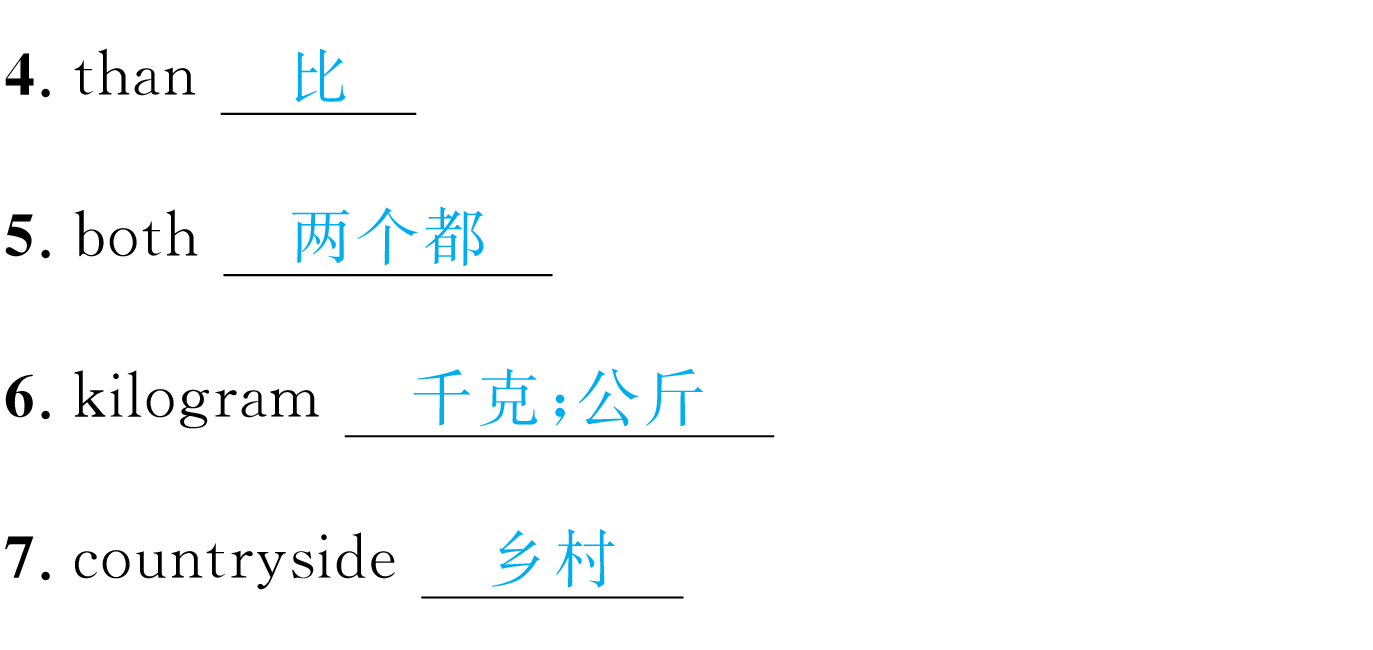 4. than 比
5. both 两个都
6. kilogram 千克;公斤
7. countryside 乡村